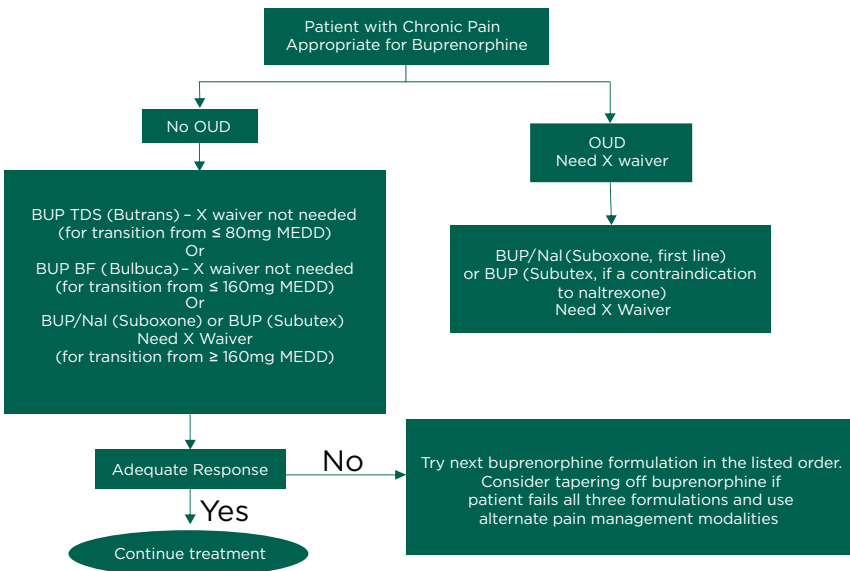 Patient with Chronic Pain
Appropriate for Buprenorphine
No OUD
OUD
Need X waiver
BUP TDS (Butrans) – X waiver not needed
(for transition from ≤ 80mg MEDD)
Or
BUP BF (Bulbuca) – X waiver not needed
(for transition from ≤ 160mg MEDD)
Or
BUP/Nal (Suboxone) or BUP (Subutex)
Need X Waiver
(for transition from ≥ 160mg MEDD)
BUP/Nal (Suboxone, first line)
or BUP (Subutex, if a contraindication
to naltrexone)
Need X Waiver
Adequate Response
No
Try next buprenorphine formulation in the listed order.
Consider tapering off buprenorphine if
patient fails all three formulations and use
alternate pain management modalities
Yes
Continue treatment